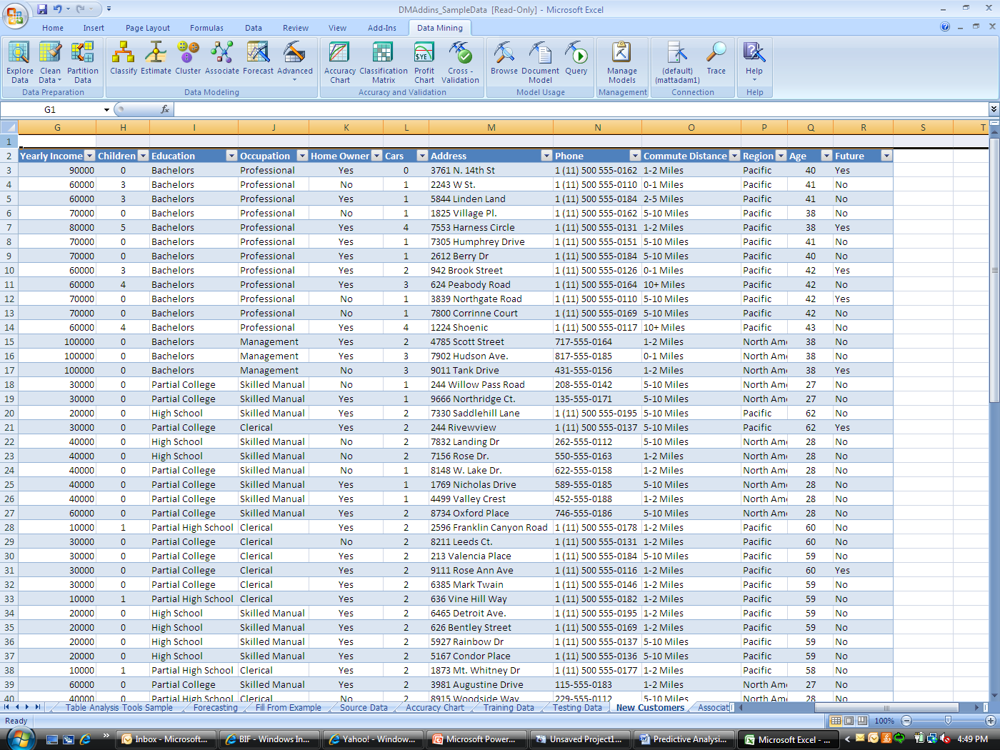 DMAddins_SampleData [Read-Only] - Microsoft Excel
Home Insert Page Layout Formulas Data Review View Add-Ins Data Mining
Explore Data Clean Data Partition Data Classify Estimate Cluster Associate Forecast Advanced Accuracy Chart Classification Matrix Profit Chart Cross - Validation Browse Document Model Query Manage Models (default) (mattadam1) Trace Help
Data Preparation Data Modeling Accuracy and Validation Model Usage Management Connection Help
G1 fx
G H I J K L M N O P Q R S T
1
2 Yearly Income Children Education Occupation Home Owner Cars Address Phone Commute Distance Region Age Future
3 90000 0 Bachelors Professional Yes 0 3761 N. 14th St 1 (11) 500 555-0162 1-2 Miles Pacific 40 Yes
4 60000 3 Bachelors Professional No 1 2243 W St. 1 (11) 500 555-0110 0-1 Miles Pacific 41 No
5 60000 3 Bachelors Professional Yes 1 5844 Linden Land 1 (11) 500 555-0184 2-5 Miles Pacific 41 No
6 70000 0 Bachelors Professional No 1 1825 Village Pl. 1 (11) 500 555-0162 5-10 Miles Pacific 38 No
7 80000 5 Bachelors Professional Yes 4 7553 Harness Circle 1 (11) 500 555-0131 1-2 Miles Pacific 38 Yes
8 70000 0 Bachelors Professional Yes 1 7305 Humphrey Drive 1 (11) 500 555-0151 5-10 Miles Pacific 41 No
9 70000 0 Bachelors Professional Yes 1 2612 Berry Dr 1 (11) 500 555-0184 5-10 Miles Pacific 40 No
10 60000 3 Bachelors Professional Yes 2 942 Brook Street 1 (11) 500 555-0126 0-1 Miles Pacific 42 Yes
11 60000 4 Bachelors Professional Yes 3 624 Peabody Road 1 (11) 500 555-0164 10+ Miles Pacific 42 No
12 70000 0 Bachelors Professional No 1 3839 Northgate Road 1 (11) 500 555-0110 5-10 Miles Pacific 42 Yes
13 70000 0 Bachelors Professional No 1 7800 Corrinne Court 1 (11) 500 555-0169 5-10 Miles Pacific 42 No
14 60000 4 Bachelors Professional Yes 4 1224 Shoenic 1 (11) 500 555-0117 10+ Miles Pacific 43 No
15 100000 0 Bachelors Management Yes 2 4785 Scott Street 717-555-0164 1-2 Miles North Am 38 No
16 100000 0 Bachelors Management Yes 3 7902 Hudson Ave. 817-555-0185 0-1 Miles North Am 38 No
17 100000 0 Bachelors Management No 3 9011 Tank Drive 431-555-0156 1-2 Miles North Am 38 Yes
18 30000 0 Partial College Skilled Manual No 1 244 Willow Pass Road 208-555-0142 5-10 Miles North Am 27 No
19 30000 0 Partial College Skilled Manual Yes 1 9666 Northridge Ct. 135-555-0171 5-10 Miles North Am 27 No
20 20000 0 High School Skilled Manual Yes 2 7330 Saddlehill Lane 1 (11) 500 555-0195 5-10 Miles Pacific 62 No
21 30000 0 Partial College Clerical Yes 2 244 Rivewview 1 (11) 500 555-0137 5-10 Miles Pacific 62 Yes
22 40000 0 High School Skilled Manual No 2 7832 Landing Dr 262-555-0112 5-10 Miles North Am 28 No
23 40000 0 High School Skilled Manual No 2 7156 Rose Dr. 550-555-0163 1-2 Miles North Am 28 No
24 40000 0 Partial College Skilled Manual No 1 8148 W. Lake Dr. 622-555-0158 1-2 Miles North Am 28 No
25 40000 0 Partial College Skilled Manual Yes 1 1769 Nicholas Drive 589-555-0185 5-10 Miles North Am 28 No
26 40000 0 Partial College Skilled Manual Yes 1 4499 Valley Crest 452-555-0188 1-2 Miles North Am 28 No
27 60000 0 Partial College Skilled Manual Yes 2 8734 Oxford Place 746-555-0186 5-10 Miles North Am 28 No
28 10000 1 Partial High School Clerical Yes 2 2596 Franklin Canyon Road 1 (11) 500 555-0178 1-2 Miles Pacific 60 No
29 30000 0 Partial College Clerical No 2 8211 Leeds Ct. 1 (11) 500 555-0131 1-2 Miles Pacific 60 No
30 30000 0 Partial College Clerical Yes 2 213 Valencia Place 1 (11) 500 555-0184 5-10 Miles Pacific 59 No
31 30000 0 Partial College Clerical Yes 2 9111 Rose Ann Ave 1 (11) 500 555-0116 1-2 Miles Pacific 60 Yes
32 30000 0 Partial College Clerical Yes 2 6385 Mark Twain 1 (11) 500 555-0146 1-2 Miles Pacific 59 No
33 10000 1 Partial High School Clerical Yes 2 636 Vine Hill Way 1 (11) 500 555-0182 1-2 Miles Pacific 59 No
34 20000 0 High School Skilled Manual Yes 2 6465 Detroit Ave. 1 (11) 500 555-0195 1-2 Miles Pacific 59 No
35 20000 0 High School Skilled Manual Yes 2 626 Bentley Street 1 (11) 500 555-0169 1-2 Miles Pacific 59 No
36 20000 0 High School Skilled Manual Yes 2 5927 Rainbow Dr 1 (11) 500 555-0137 5-10 Miles Pacific 59 No
37 20000 0 High School Skilled Manual Yes 2 5167 Condor Place 1 (11) 500 555-0136 5-10 Miles Pacific 59 No
38 10000 1 Partial High School Clerical Yes 2 1873 Mt. Whitney Dr 1 (11) 500 555-0177 1-2 Miles Pacific 58 No
39 60000 0 Partial College Skilled Manual Yes 2 3981 Augustine Drive 115-555-0183 1-2 Miles North Am 27 No
40 40000 0 Partial High School Clerical No 2 8915 Woodside Way 229-555-0112 5-10 Miles North Am 28 No
Table Analysis Tools Sample Forecasting Fill From Example Source Data Accuracy Chart Training Data Testing Data New Customers Associat
Ready 100%
Inbox - Microsoft... BIF - Windows In... Yahoo! - Window... Microsoft Power... Unsaved Project1... Predictive Analysi... Microsoft Excel - ... 4:49 PM